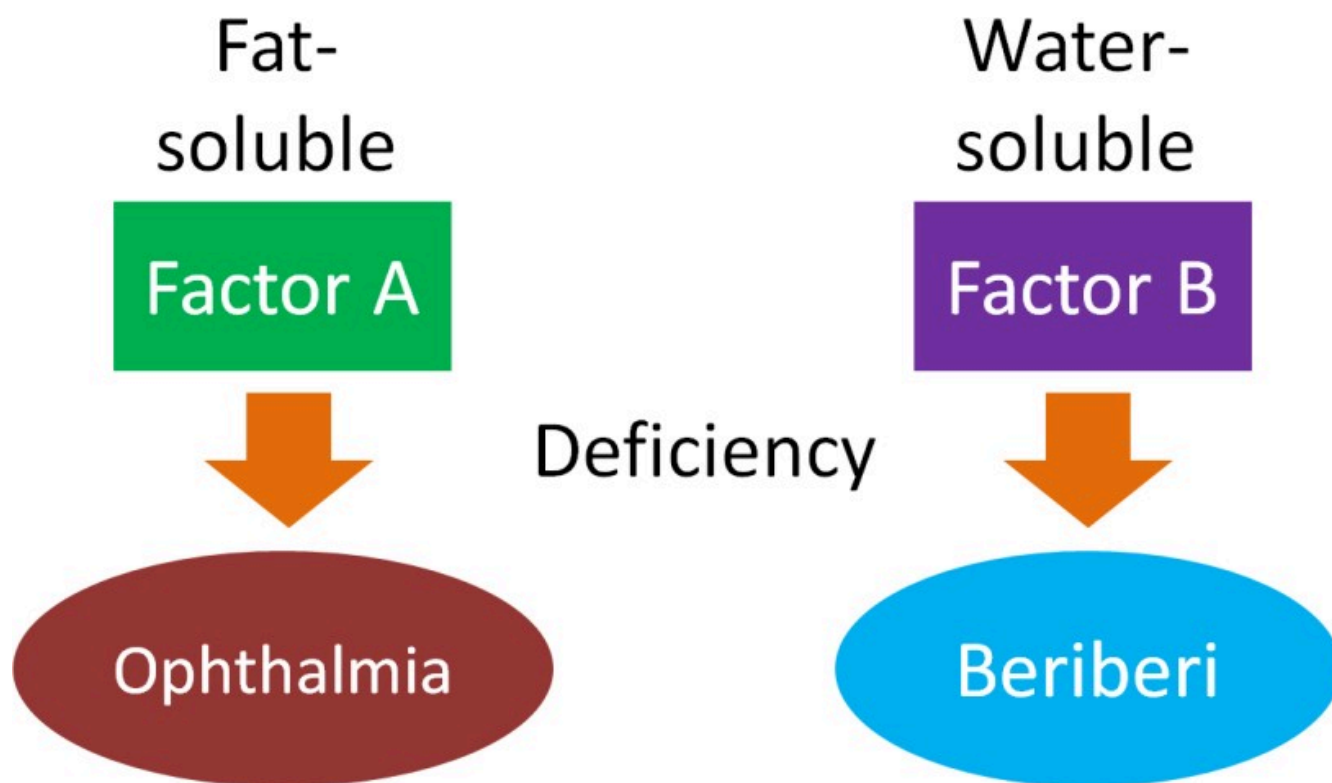 Fat-
soluble
Factor A
Water-
soluble
Factor B
Deficiency
Ophthalmia
Beriberi